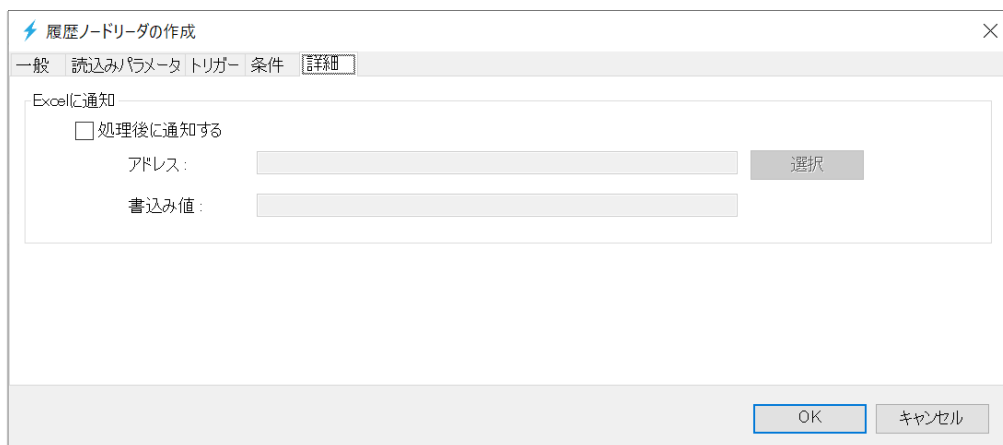 履歴ノードリーダの作成
一般 読込みパラメータ トリガー 条件 詳細
Excelに通知
処理後に通知する
アドレス : 選択
書込み値 :
OK キャンセル